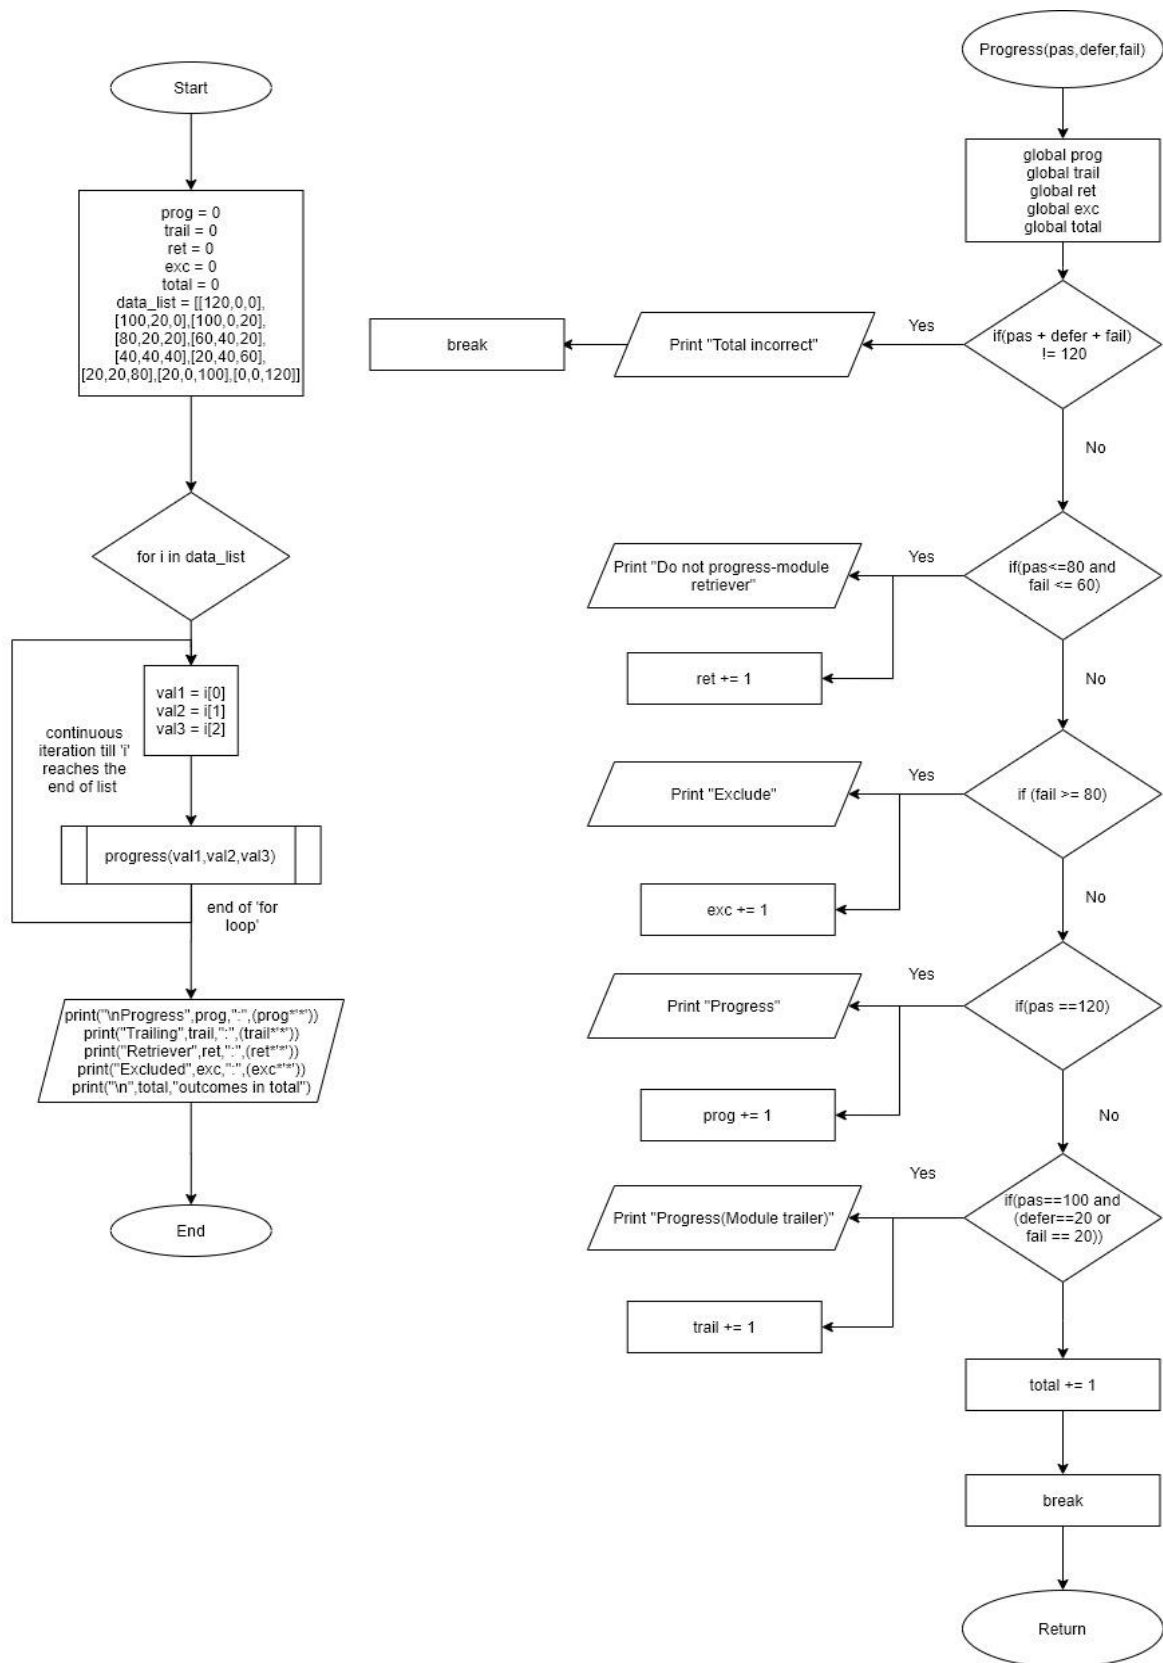 Start
prog = 0
trail = 0
ret = 0
exc = 0
total = 0
data_list = [[120,0,0],
[100,20,0],[100,0,20],
[80,20,20],[60,40,20],
[40,40,40],[20,40,60],
[20,20,80],[20,0,100],[0,0,120]]
for i in data_list
val1 = i[0]
val2 = i[1]
val3 = i[2]
continuous
iteration till 'i'
reaches the
end of list
progress(val1,val2,val3)
end of 'for
loop'
print("\nProgress",prog,":",(prog*'*'))
print("Trailing",trail,":",(trail*'*'))
print("Retriever",ret,":",(ret*'*'))
print("Excluded",exc,":",(exc*'*'))
print("\n",total,"outcomes in total")
End
Progress(pas,defer,fail)
global prog
global trail
global ret
global exc
global total
if(pas + defer + fail)
!= 120
Yes
Print "Total incorrect"
break
No
if(pas<=80 and
fail <= 60)
Yes
Print "Do not progress-module
retriever"
ret += 1
No
if (fail >= 80)
Yes
Print "Exclude"
exc += 1
No
if(pas ==120)
Yes
Print "Progress"
prog += 1
No
if(pas==100 and
(defer==20 or
fail == 20))
Yes
Print "Progress(Module trailer)"
trail += 1
total += 1
break
Return